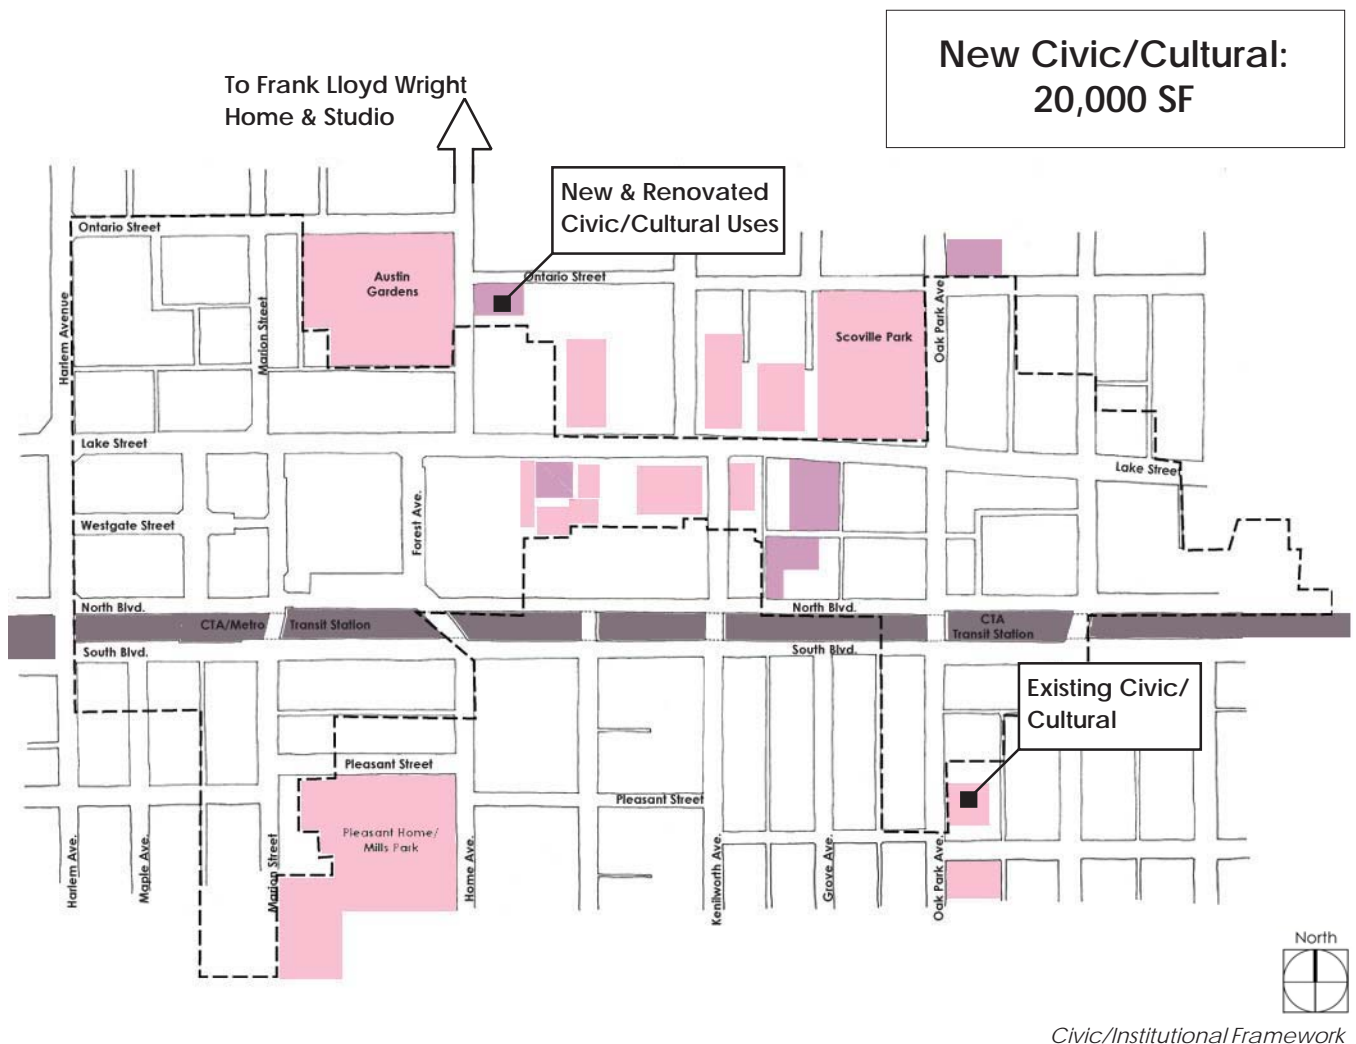 New Civic/Cultural:
20,000 SF
To Frank Lloyd Wright
Home & Studio
New & Renovated
Civic/Cultural Uses
Ontario Street
Austin
Gardens
Ontario Street
Harlem Avenue
Marion Street
Scoville Park
Oak Park Ave.
Lake Street
Lake Street
Westgate Street
Forest Ave.
North Blvd.
North Blvd.
CTA/Metro
Transit Station
CTA
Transit Station
South Blvd.
South Blvd.
Existing Civic/
Cultural
Pleasant Street
Pleasant Street
Pleasant Home/
Mills Park
Harlem Ave.
Maple Ave.
Marion Street
Home Ave.
Kenilworth Ave.
Grove Ave.
Oak Park Ave.
North
Civic/Institutional Framework